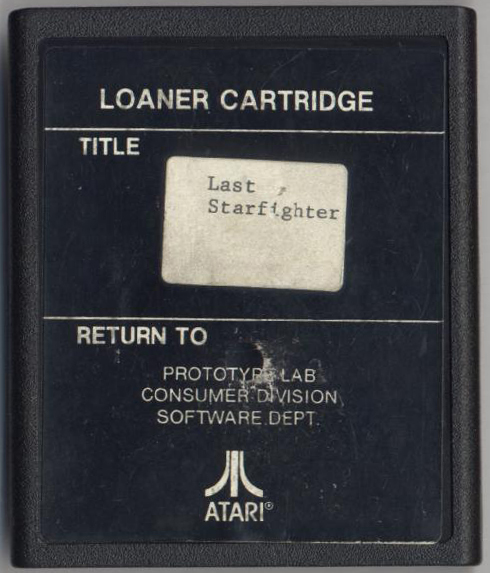 LOANER CARTRIDGE
TITLE
Last
Starfighter
RETURN TO
PROTOTYPE LAB
CONSUMER DIVISION
SOFTWARE DEPT.
ATARI®